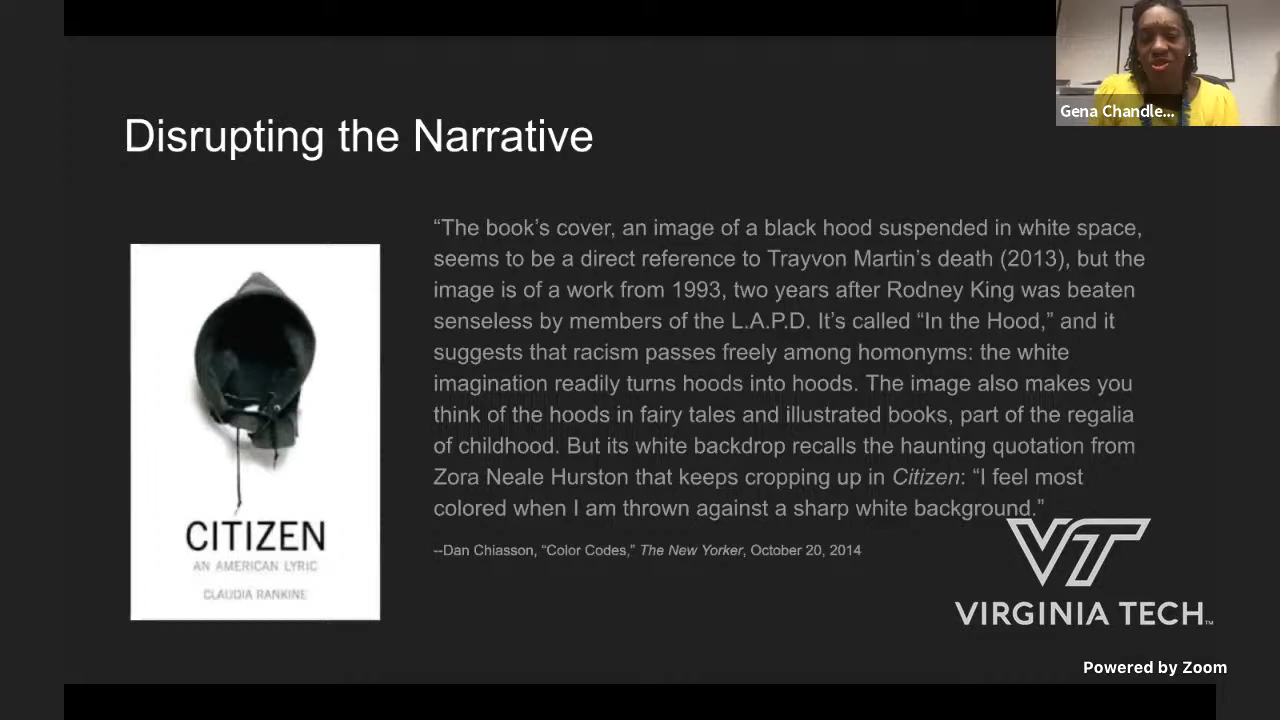 Gena Chandle...
Disrupting the Narrative
“The book’s cover, an image of a black hood suspended in white space,
seems to be a direct reference to Trayvon Martin’s death (2013), but the
image is of a work from 1993, two years after Rodney King was beaten
senseless by members of the L.A.P.D. It’s called “In the Hood,” and it
suggests that racism passes freely among homonyms: the white
imagination readily turns hoods into hoods. The image also makes you
think of the hoods in fairy tales and illustrated books, part of the regalia
of childhood. But its white backdrop recalls the haunting quotation from
Zora Neale Hurston that keeps cropping up in Citizen: “I feel most
colored when I am thrown against a sharp white background.”
--Dan Chiasson, “Color Codes,” The New Yorker, October 20, 2014
CITIZEN
AN AMERICAN LYRIC
CLAUDIA RANKINE
VT
VIRGINIA TECH™
Powered by Zoom